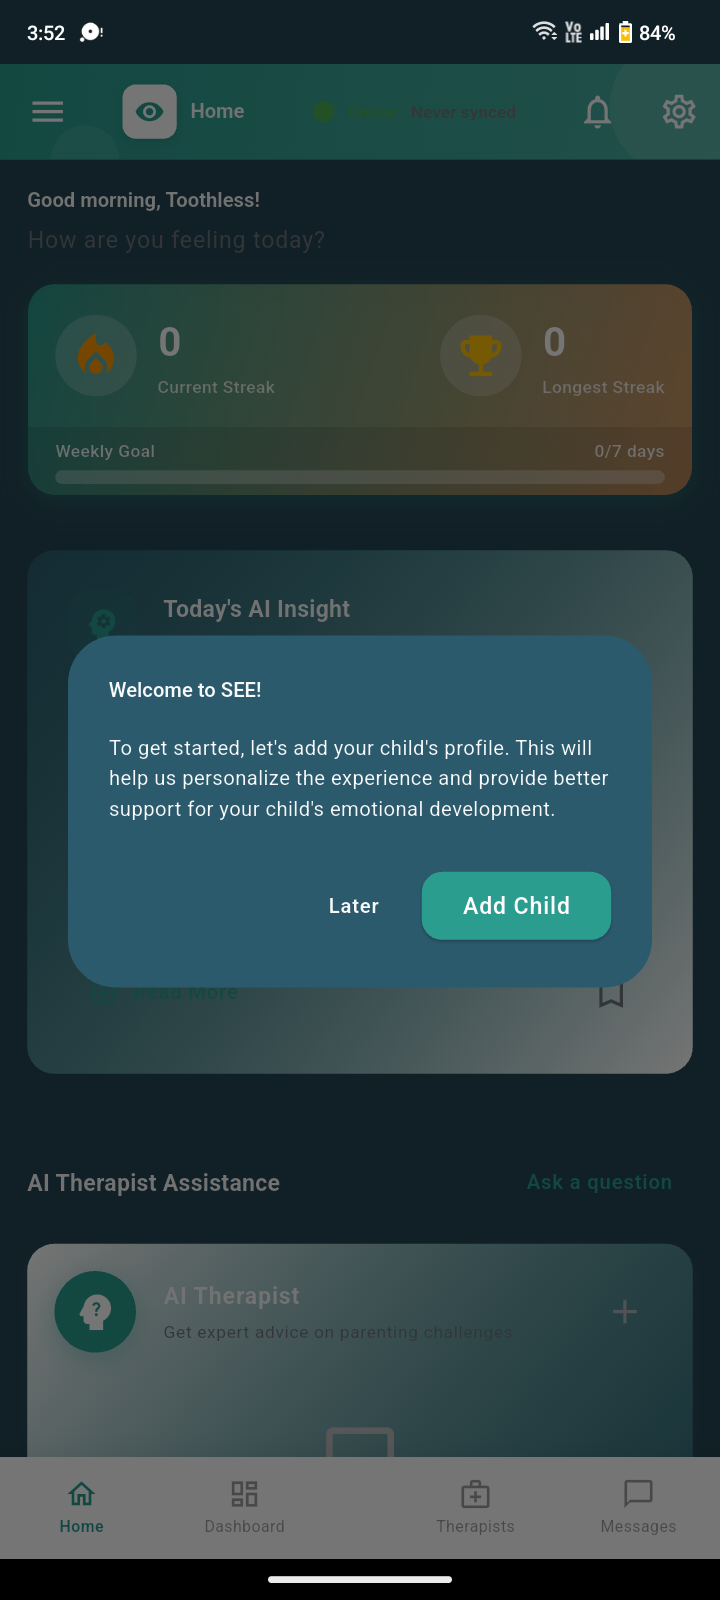 3:52
Vo
LTE
84%
Home
Online
Never synced
Good morning, Toothless!
How are you feeling today?
0
Current Streak
0
Longest Streak
Weekly Goal
0/7 days
Today's AI Insight
Welcome to SEE!
To get started, let's add your child's profile. This will
help us personalize the experience and provide better
support for your child's emotional development.
Later
Add Child
Read More
AI Therapist Assistance
Ask a question
AI Therapist
Get expert advice on parenting challenges
Home
Dashboard
Therapists
Messages